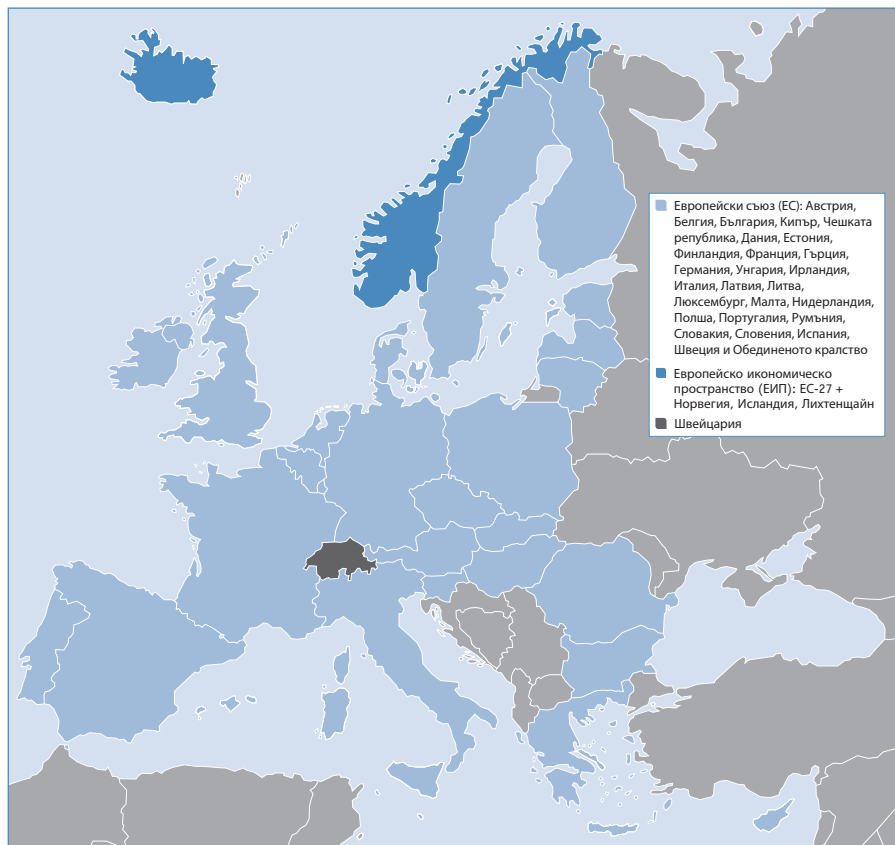 Европейски съюз (ЕС): Австрия,
Белгия, България, Кипър, Чешката
република, Дания, Естония,
Финландия, Франция, Гърция,
Германия, Унгария, Ирландия,
Италия, Латвия, Литва,
Люксембург, Малта, Нидерландия,
Полша, Португалия, Румъния,
Словакия, Словения, Испания,
Швеция и Обединеното кралство
Европейско икономическо
пространство (ЕИП): ЕС-27 +
Норвегия, Исландия, Лихтенщайн
Швейцария